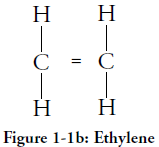 H H
C = C
H H
Figure 1-1b: Ethylene